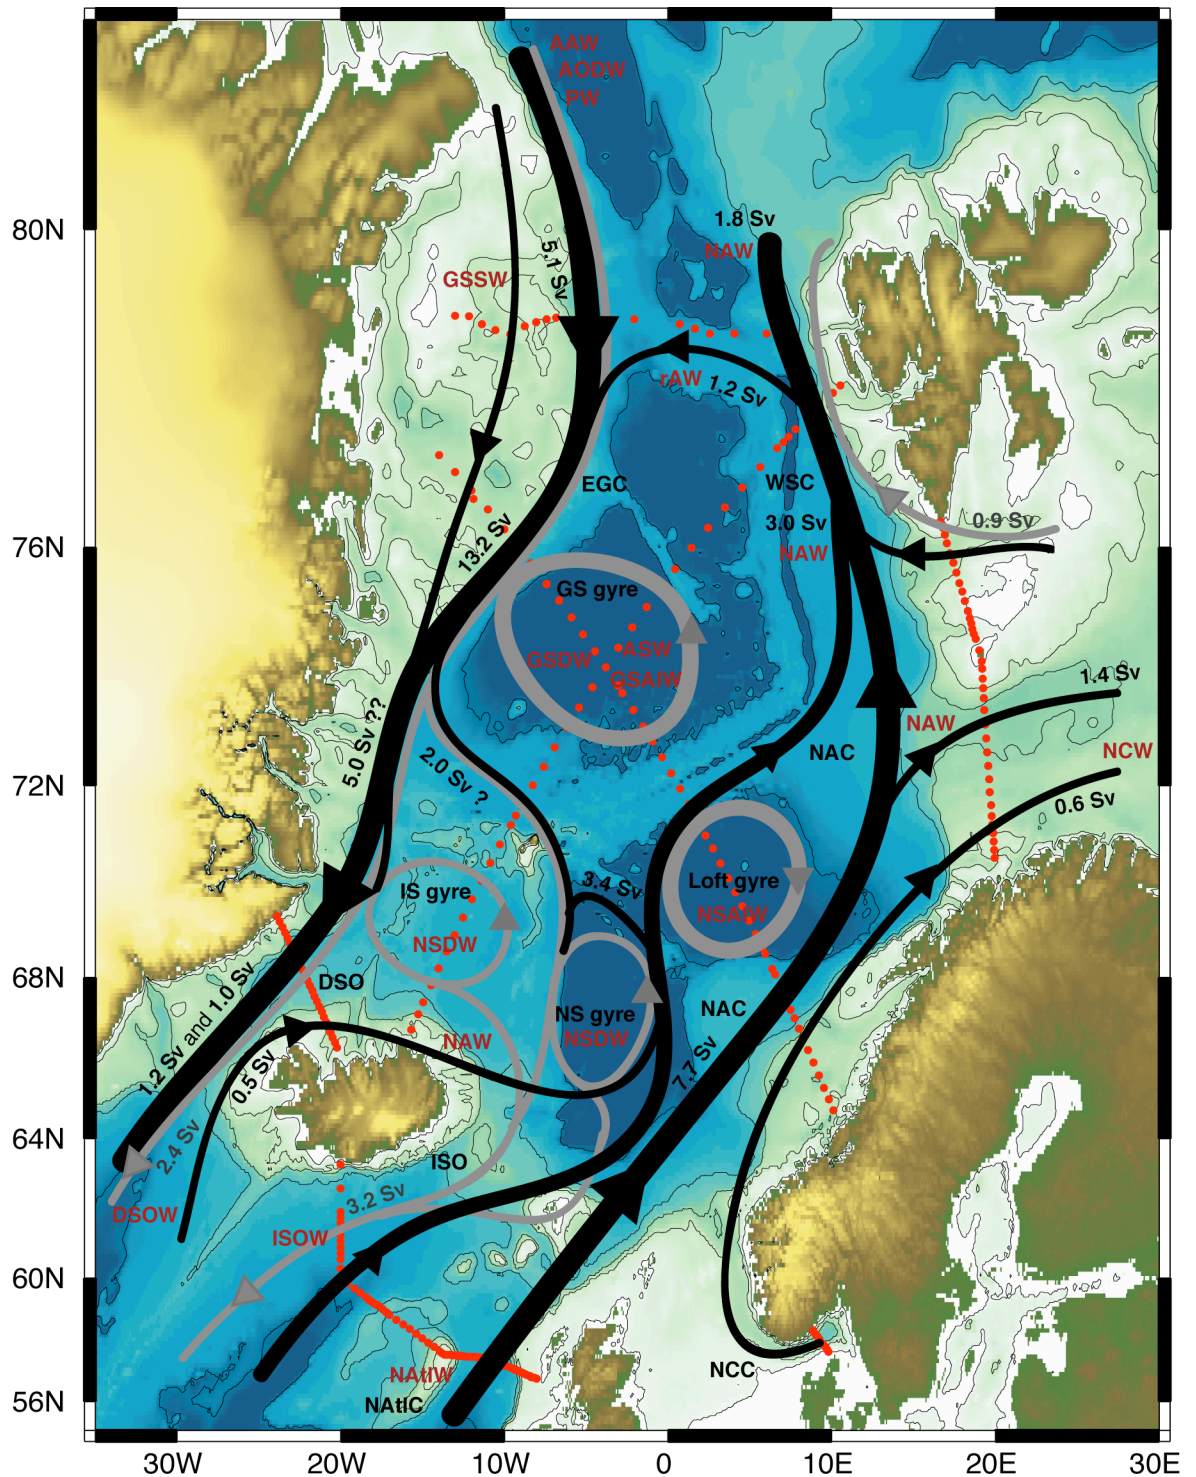 AAW
AODW
PW
1.8 Sv
80N
NAW
5.1 Sv
GSSW
rAW
1.2 Sv
EGC
WSC
3.0 Sv
0.9 Sv
13.2 Sv
76N
NAW
GS gyre
GSDW
ASW
GSAIW
1.4 Sv
5.0 Sv ??
NAW
2.0 Sv ?
NAC
NCW
72N
0.6 Sv
IS gyre
3.4 Sv
Loft gyre
NSAIW
NSDW
68N
DSO
1.2 Sv and 1.0 Sv
NS gyre
NAC
NAW
NSDW
0.5 Sv
7.7 Sv
64N
2.4 Sv
ISO
3.2 Sv
DSOW
ISOW
60N
NAtlW
NCC
56N
NAtlC
30W
20W
10W
0
10E
20E
30E